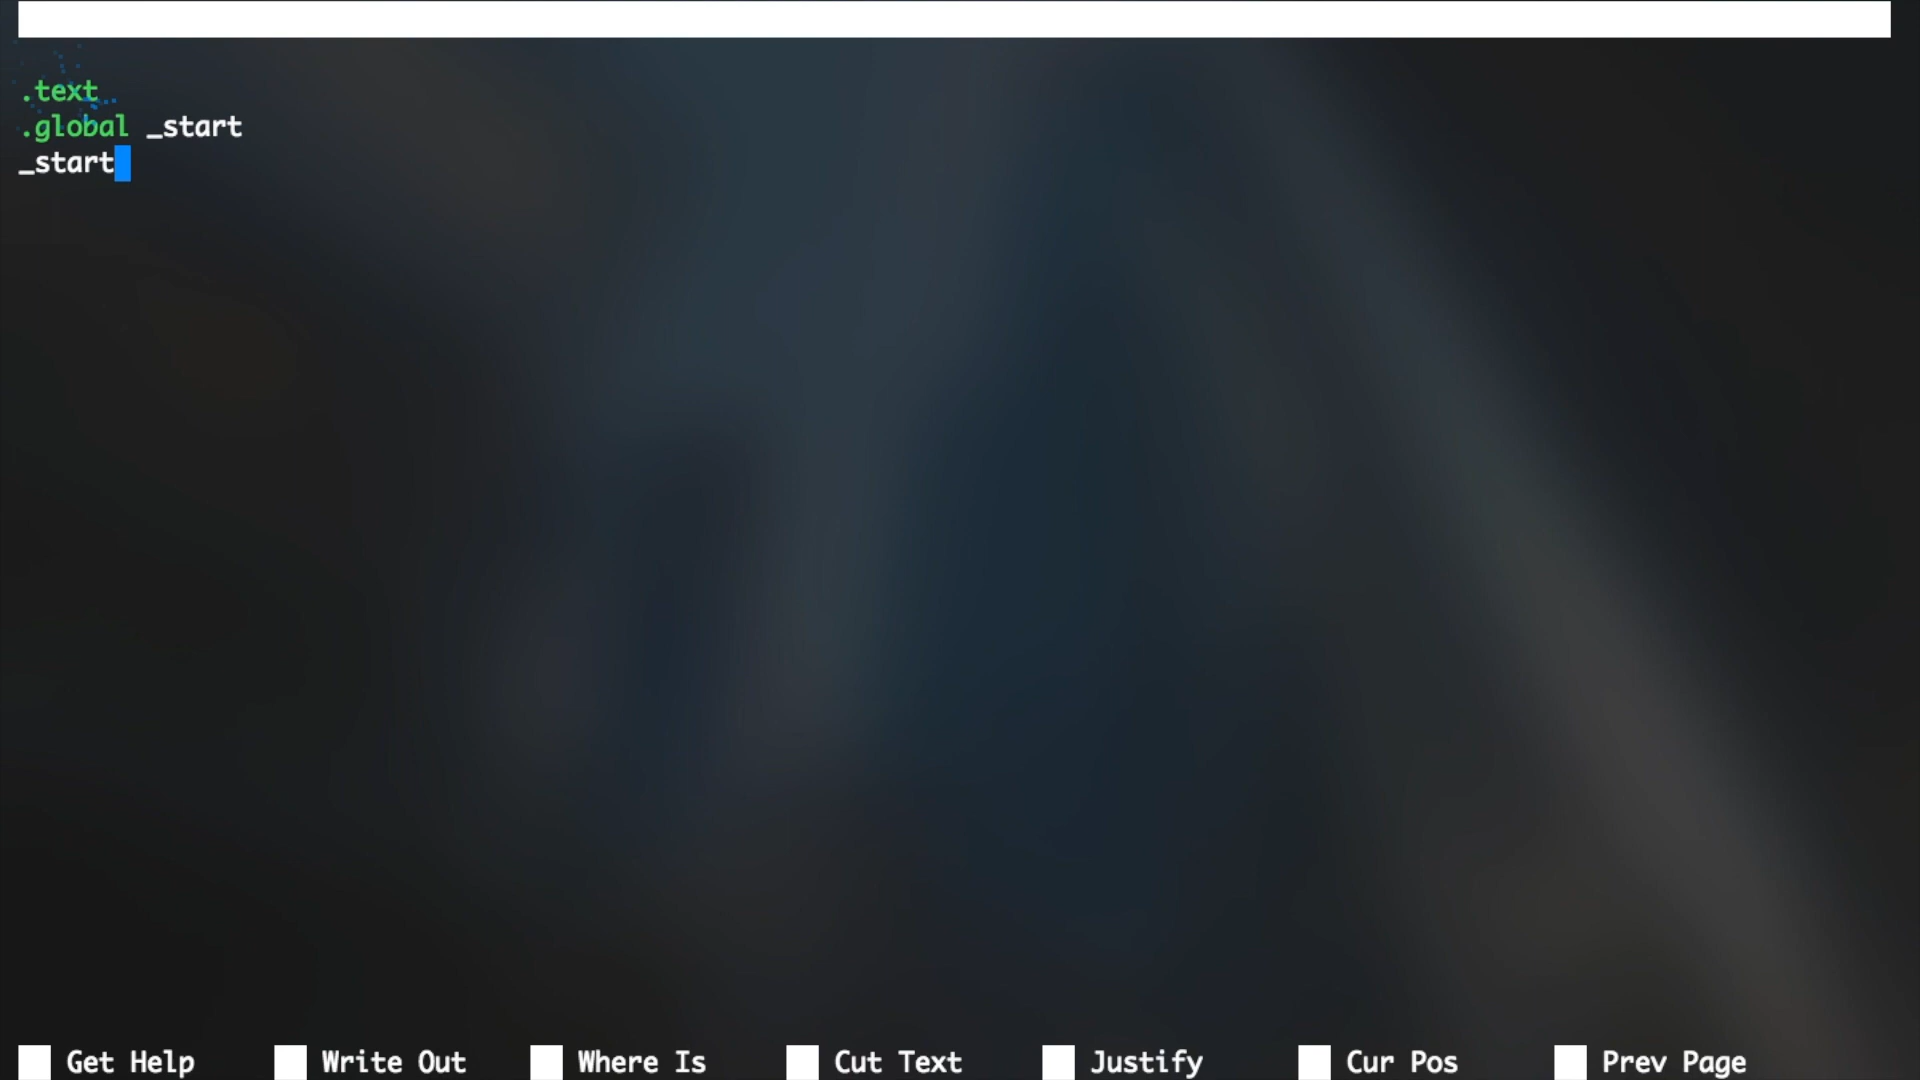 .text
.global _start
_start
Get Help Write Out Where Is Cut Text Justify Cur Pos Prev Page